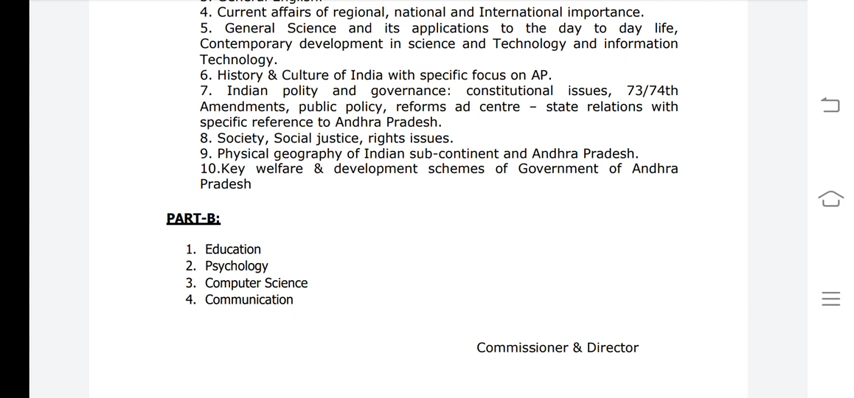 4. Current affairs of regional, national and International importance.
5. General Science and its applications to the day to day life,
Contemporary development in science and Technology and information
Technology.
6. History & Culture of India with specific focus on AP.
7. Indian polity and governance: constitutional issues, 73/74th
Amendments, public policy, reforms ad centre – state relations with
specific reference to Andhra Pradesh.
8. Society, Social justice, rights issues.
9. Physical geography of Indian sub-continent and Andhra Pradesh.
10.Key welfare & development schemes of Government of Andhra
Pradesh
PART-B:
1. Education
2. Psychology
3. Computer Science
4. Communication
Commissioner & Director